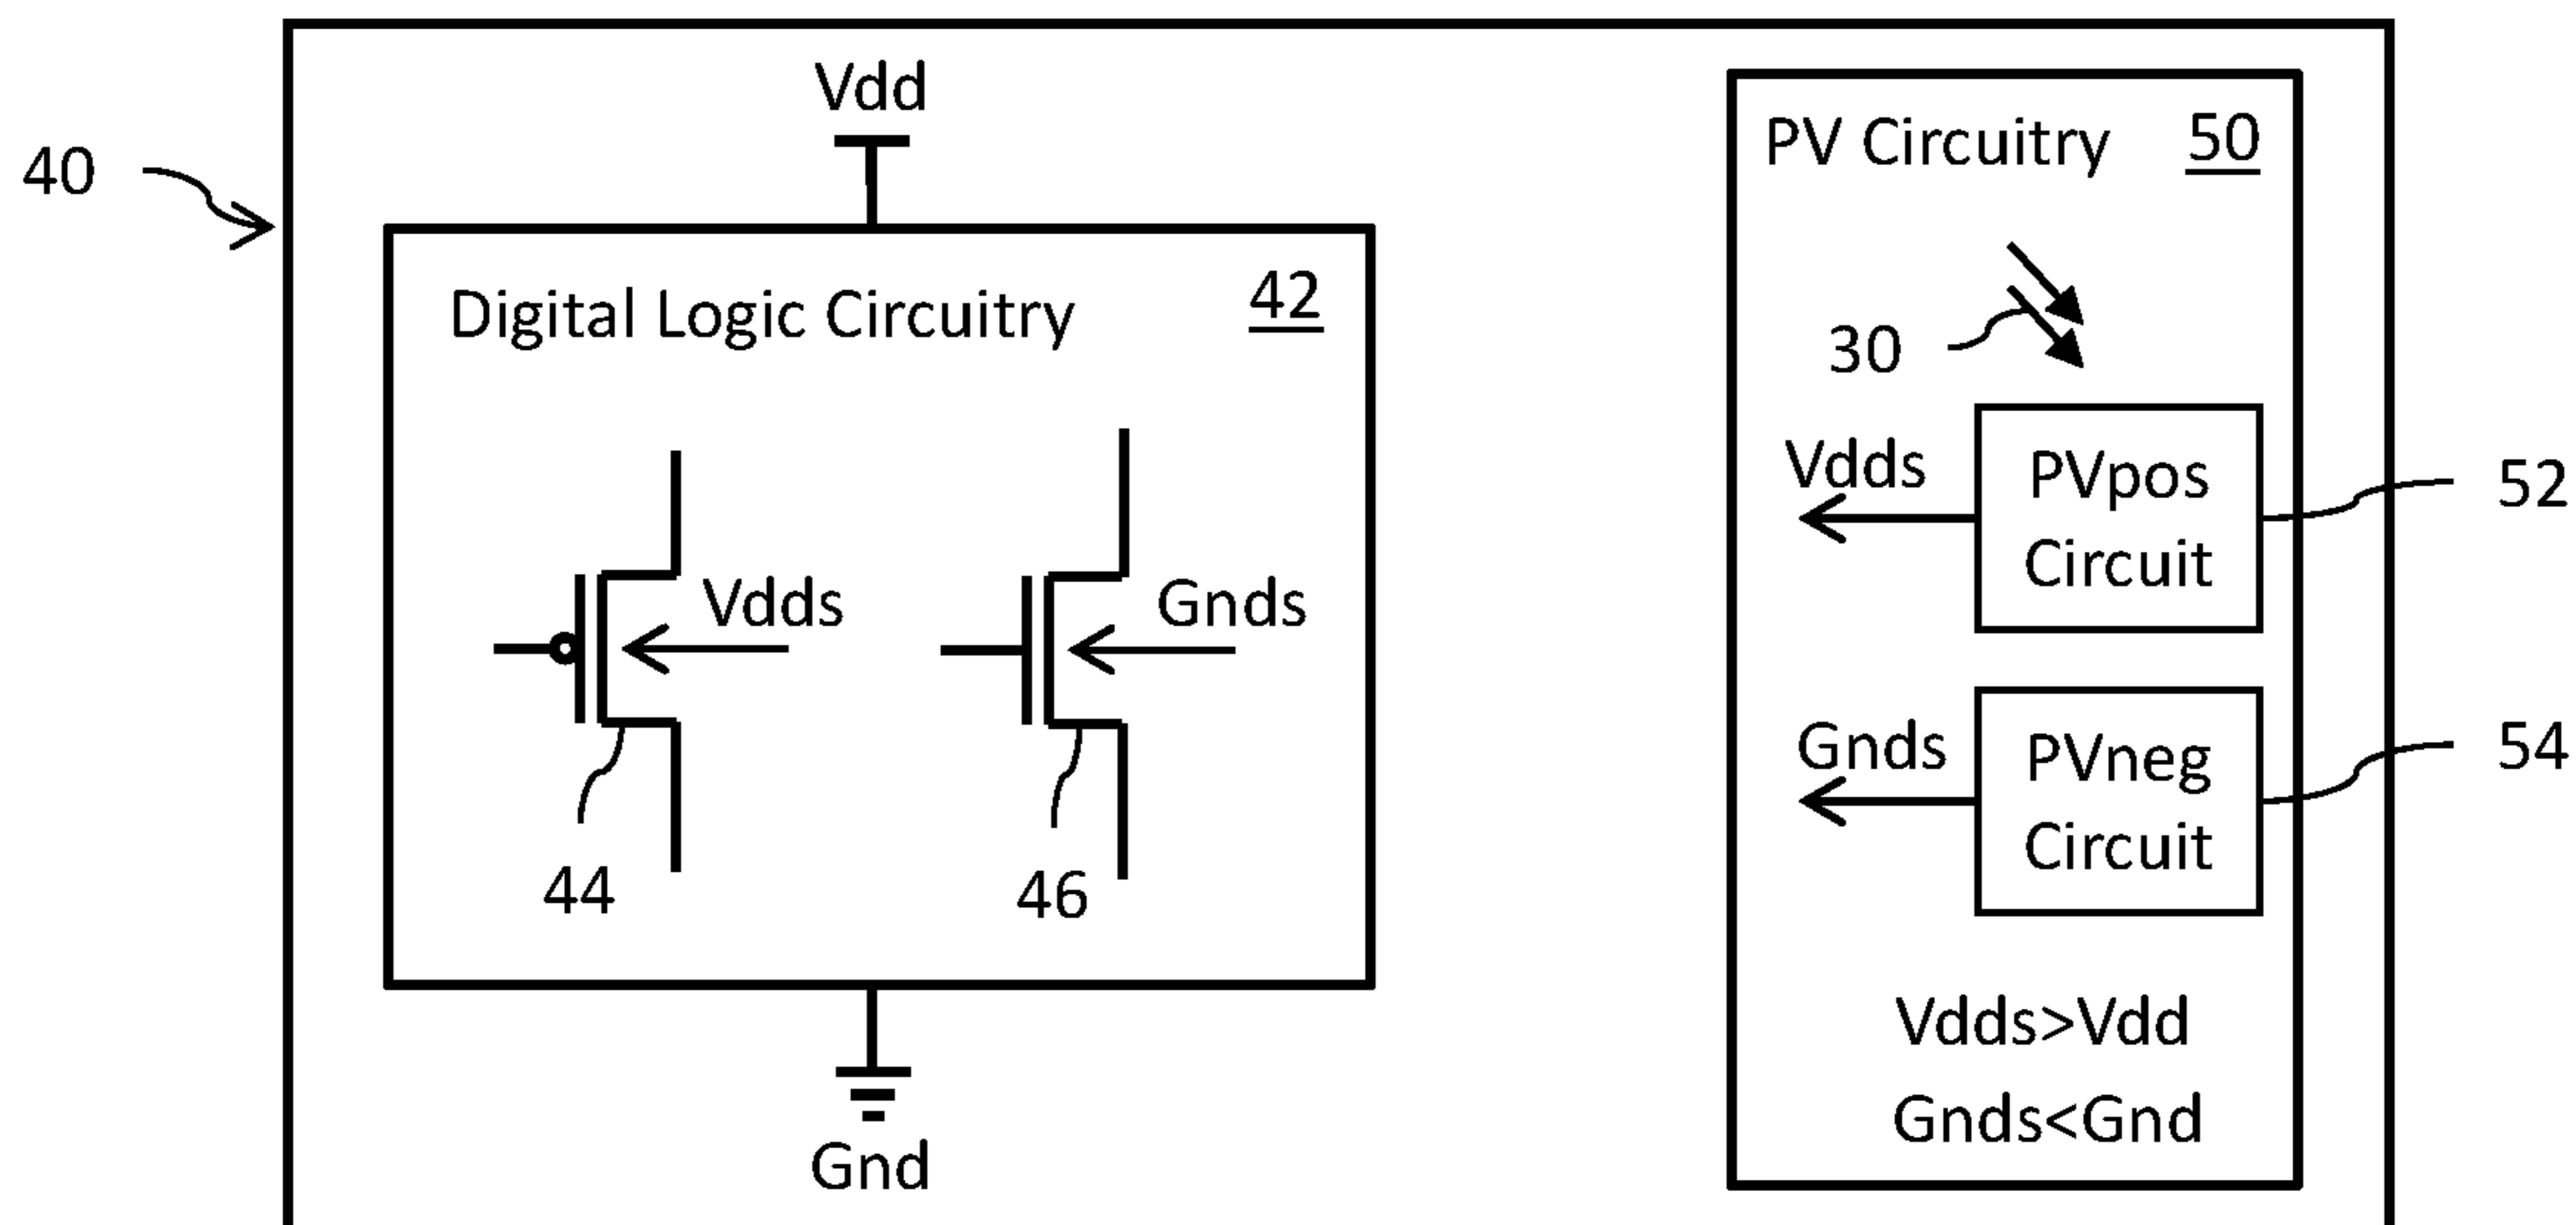 40
Vdd
Digital Logic Circuitry 42
Vdds
Gnds
44
46
Gnd
PV Circuitry 50
30
Vdds
PVpos
Circuit
52
Gnds
PVneg
Circuit
54
Vdds>Vdd
Gnds<Gnd